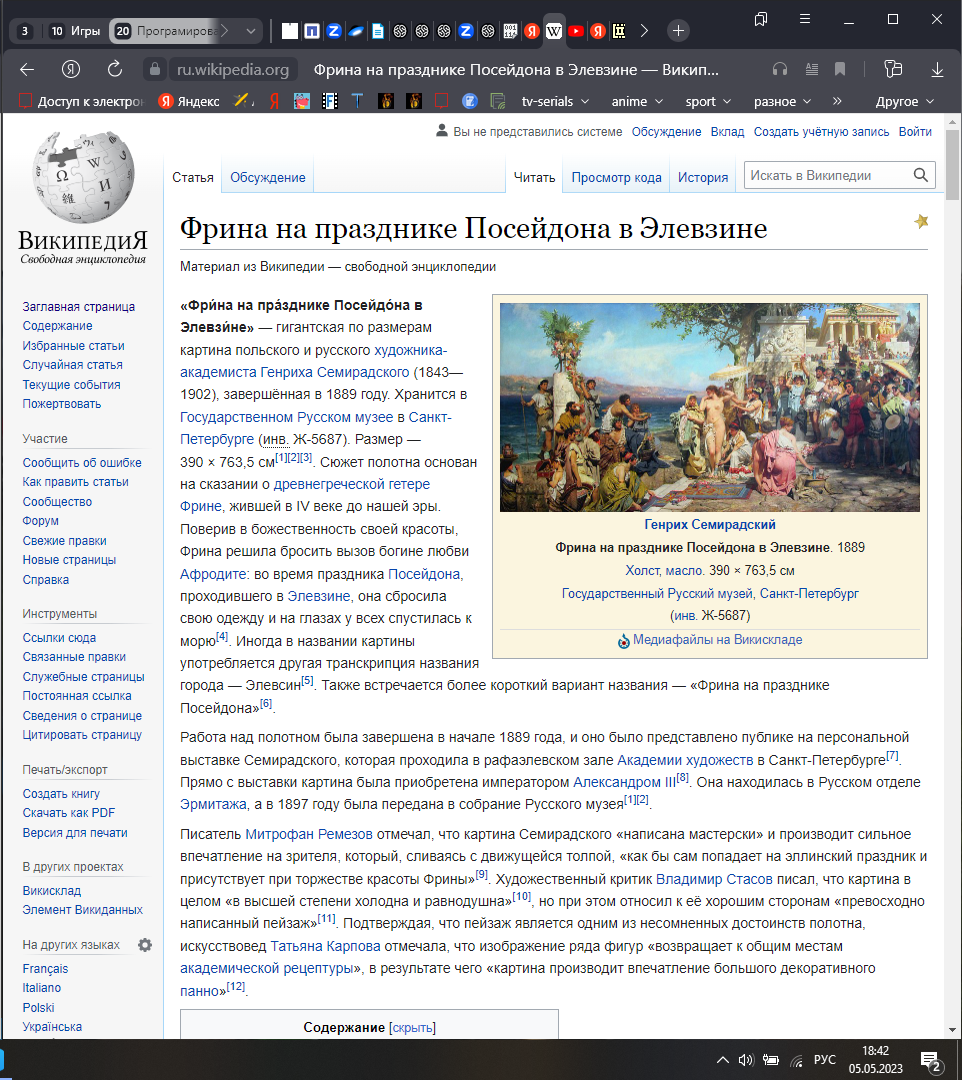 3
10 Игры
20 Програмирова
ru.wikipedia.org
Фрина на празднике Посейдона в Элевзине — Викип...
Доступ к электрон
Яндекс
tv-serials
anime
sport
разное
»
Другое
Вы не представились системе
Обсуждение
Вклад
Создать учётную запись
Войти
Статья
Обсуждение
Читать
Просмотр кода
История
Искать в Википедии
ВИКИПЕДИЯ
Свободная энциклопедия
Заглавная страница
Содержание
Избранные статьи
Случайная статья
Текущие события
Пожертвовать
Участие
Сообщить об ошибке
Как править статьи
Сообщество
Форум
Свежие правки
Новые страницы
Справка
Инструменты
Ссылки сюда
Связанные правки
Служебные страницы
Постоянная ссылка
Сведения о странице
Цитировать страницу
Печать/экспорт
Создать книгу
Скачать как PDF
Версия для печати
В других проектах
Викисклад
Элемент Викиданных
На других языках
Français
Italiano
Polski
Українська
Фрина на празднике Посейдона в Элевзине
Материал из Википедии — свободной энциклопедии
«Фри́на на пра́зднике Посейдо́на в
Элевзи́не» — гигантская по размерам
картина польского и русского художника-
академиста Генриха Семирадского (1843—
1902), завершённая в 1889 году. Хранится в
Государственном Русском музее в Санкт-
Петербурге (инв. Ж-5687). Размер —
390 × 763,5 см[1][2][3]. Сюжет полотна основан
на сказании о древнегреческой гетере
Фрине, жившей в IV веке до нашей эры.
Поверив в божественность своей красоты,
Фрина решила бросить вызов богине любви
Афродите: во время праздника Посейдона,
проходившего в Элевзине, она сбросила
свою одежду и на глазах у всех спустилась к
морю[4]. Иногда в названии картины
употребляется другая транскрипция названия
города — Элевсин[5]. Также встречается более короткий вариант названия — «Фрина на празднике
Посейдона»[6].
Генрих Семирадский
Фрина на празднике Посейдона в Элевзине. 1889
Холст, масло. 390 × 763,5 см
Государственный Русский музей, Санкт-Петербург
(инв. Ж-5687)
Медиафайлы на Викискладе
Работа над полотном была завершена в начале 1889 года, и оно было представлено публике на персональной
выставке Семирадского, которая проходила в рафаэлевском зале Академии художеств в Санкт-Петербурге[7].
Прямо с выставки картина была приобретена императором Александром III[8]. Она находилась в Русском отделе
Эрмитажа, а в 1897 году была передана в собрание Русского музея[1][2].
Писатель Митрофан Ремезов отмечал, что картина Семирадского «написана мастерски» и производит сильное
впечатление на зрителя, который, сливаясь с движущейся толпой, «как бы сам попадает на эллинский праздник и
присутствует при торжестве красоты Фрины»[9]. Художественный критик Владимир Стасов писал, что картина в
целом «в высшей степени холодна и равнодушна»[10], но при этом относил к её хорошим сторонам «превосходно
написанный пейзаж»[11]. Подтверждая, что пейзаж является одним из несомненных достоинств полотна,
искусствовед Татьяна Карпова отмечала, что изображение ряда фигур «возвращает к общим местам
академической рецептуры», в результате чего «картина производит впечатление большого декоративного
панно»[12].
Содержание [скрыть]
РУС
18:42
05.05.2023
2